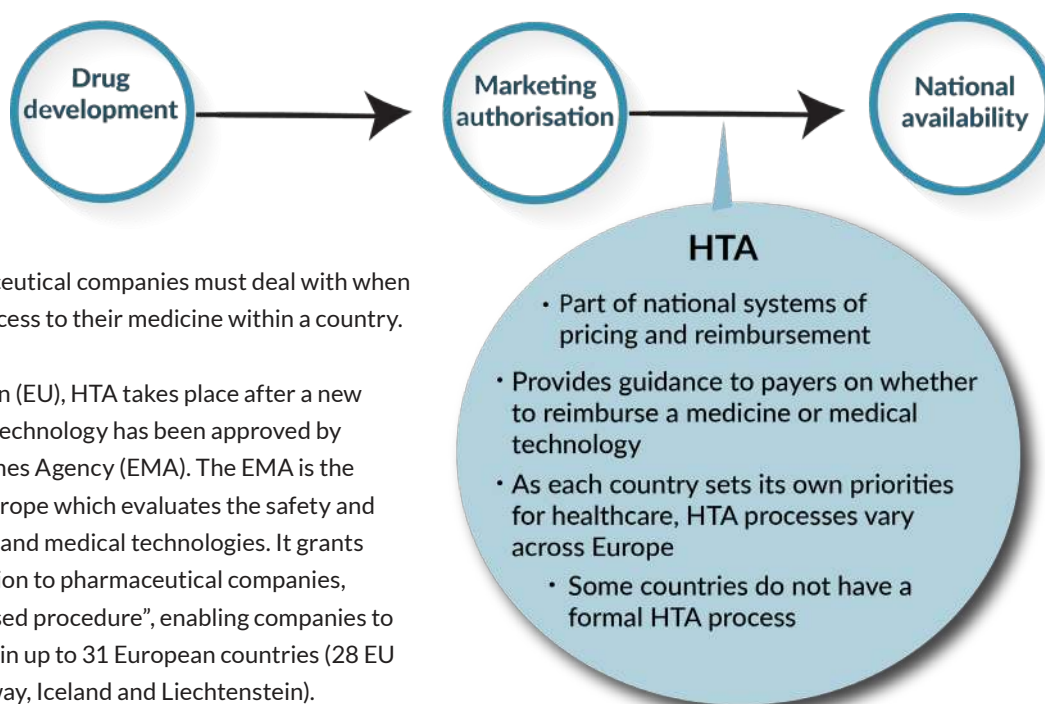 Drug
development
Marketing
authorisation
National
availability
ceutical companies must deal with when
cess to their medicine within a country.
n (EU), HTA takes place after a new
echnology has been approved by
nes Agency (EMA). The EMA is the
rope which evaluates the safety and
and medical technologies. It grants
ion to pharmaceutical companies,
sed procedure”, enabling companies to
in up to 31 European countries (28 EU
way, Iceland and Liechtenstein).
HTA
· Part of national systems of
pricing and reimbursement
· Provides guidance to payers on whether
to reimburse a medicine or medical
technology
· As each country sets its own priorities
for healthcare, HTA processes vary
across Europe
· Some countries do not have a
formal HTA process